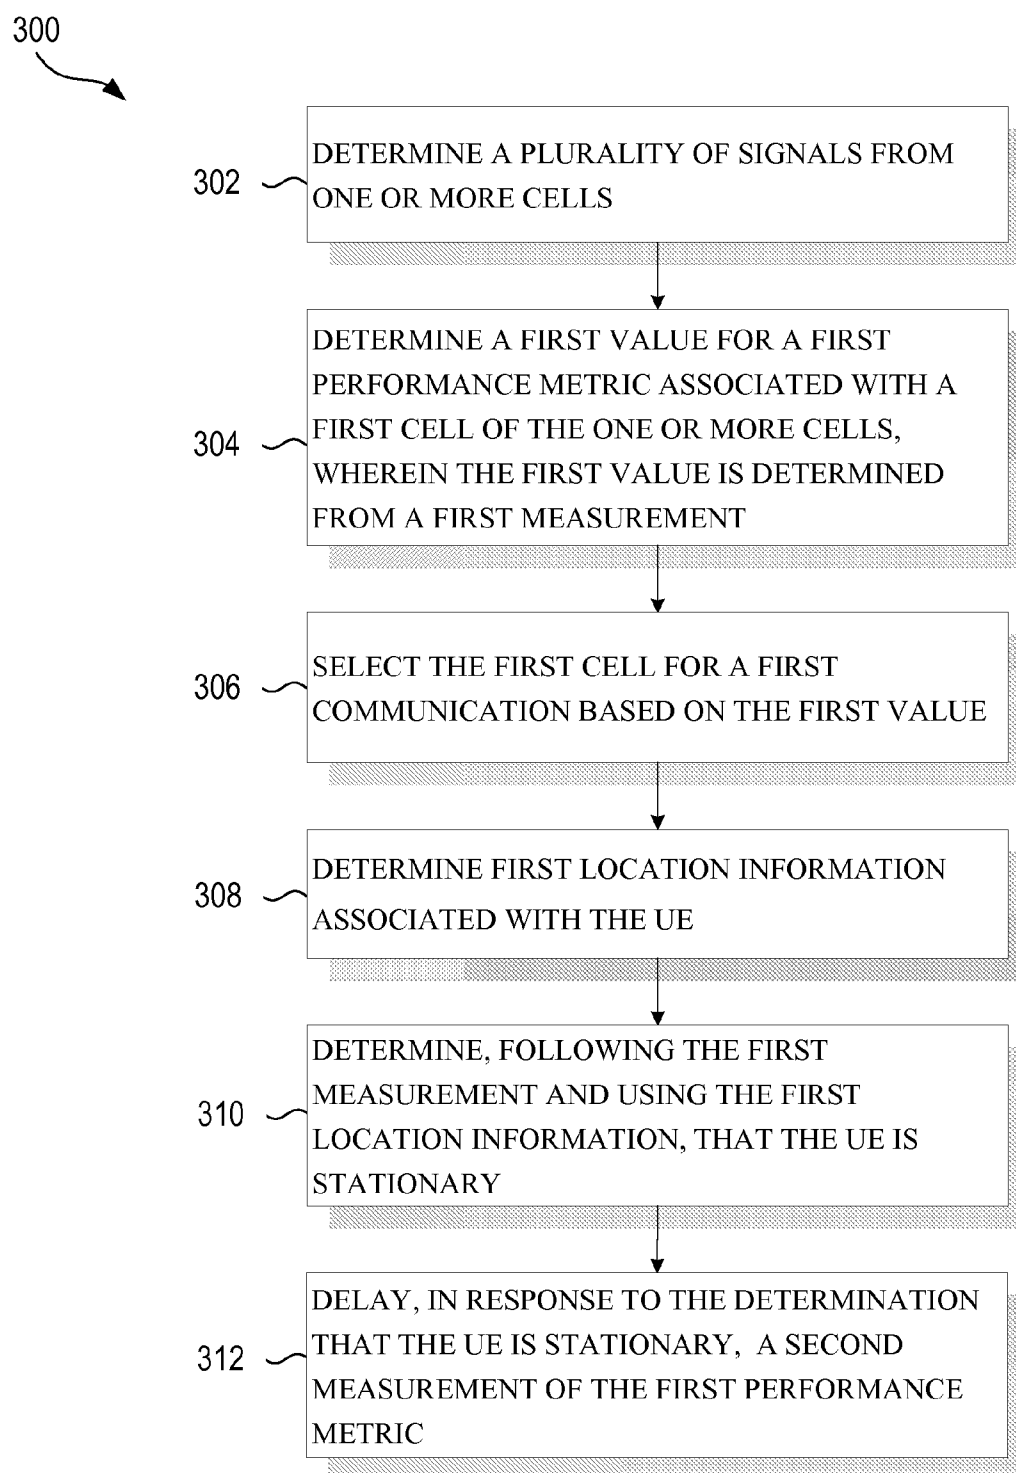 300
302
DETERMINE A PLURALITY OF SIGNALS FROM
ONE OR MORE CELLS
304
DETERMINE A FIRST VALUE FOR A FIRST
PERFORMANCE METRIC ASSOCIATED WITH A
FIRST CELL OF THE ONE OR MORE CELLS,
WHEREIN THE FIRST VALUE IS DETERMINED
FROM A FIRST MEASUREMENT
306
SELECT THE FIRST CELL FOR A FIRST
COMMUNICATION BASED ON THE FIRST VALUE
308
DETERMINE FIRST LOCATION INFORMATION
ASSOCIATED WITH THE UE
310
DETERMINE, FOLLOWING THE FIRST
MEASUREMENT AND USING THE FIRST
LOCATION INFORMATION, THAT THE UE IS
STATIONARY
312
DELAY, IN RESPONSE TO THE DETERMINATION
THAT THE UE IS STATIONARY, A SECOND
MEASUREMENT OF THE FIRST PERFORMANCE
METRIC